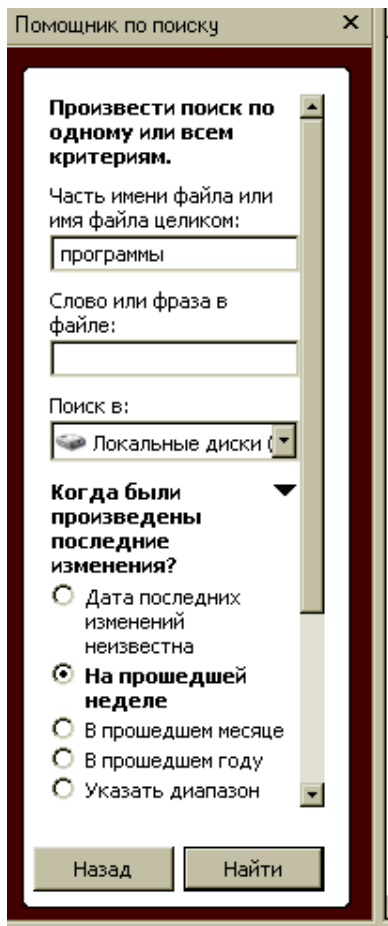 Помощник по поиску
Произвести поиск по
одному или всем
критериям.
Часть имени файла или
имя файла целиком:
программы
Слово или фраза в
файле:
Поиск в:
Локальные диски (
Когда были
произведены
последние
изменения?
Дата последних
изменений
неизвестна
На прошедшей
неделе
В прошедшем месяце
В прошедшем году
Указать диапазон
Назад
Найти